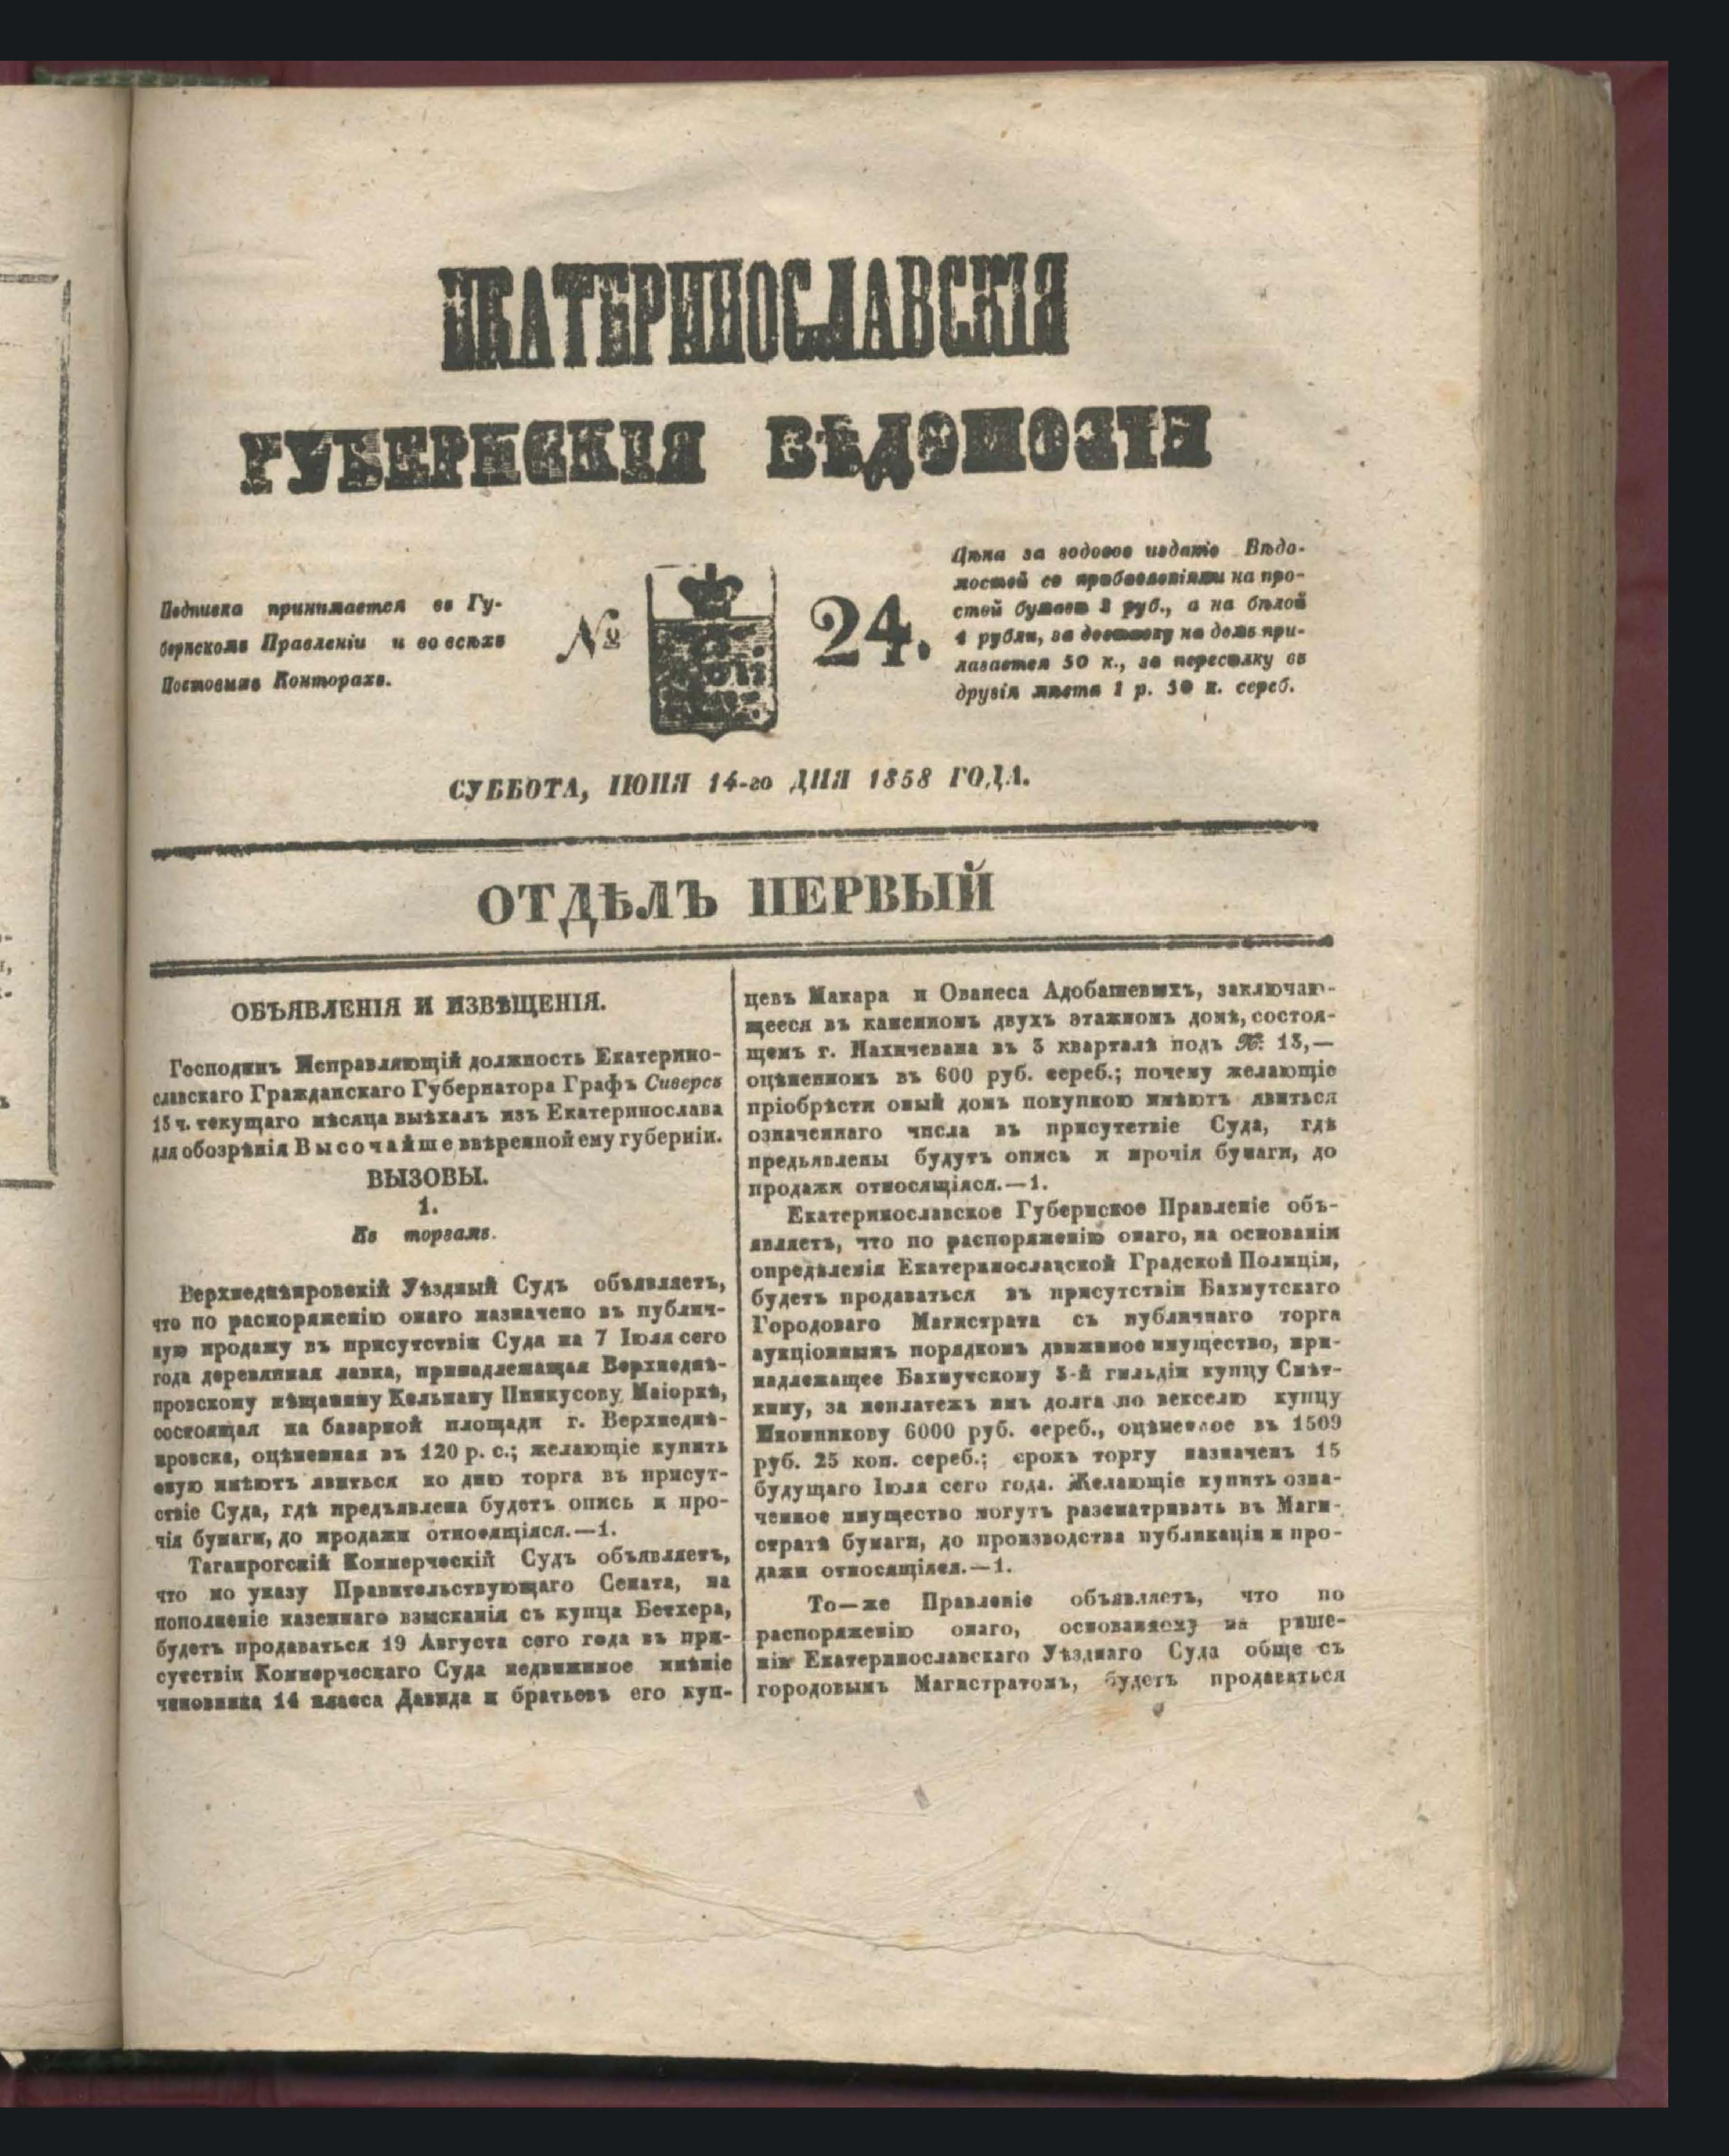 ЕКАТЕРИНОСЛАВСКІЯ
ГУБЕРНСКІЯ ВѢДОМОСТИ
Подписка принимается въ Гу-
бернскомъ Правленіи и во всѣхъ
Почтовыхъ Конторахъ.
№ 24.
Цѣна за годовое изданіе Вѣдо-
мостей съ прибавленіями на про-
стой бумагѣ 3 руб., а на бѣлой
4 рубли, за доставку на домъ при-
лагается 50 к., за пересылку въ
другія мѣста 1 р. 50 к. сереб.
СУББОТА, ІЮНЯ 14-го ДНЯ 1858 ГОДА.
ОТДѢЛЪ ПЕРВЫЙ
ОБЪЯВЛЕНІЯ И ИЗВѢЩЕНІЯ.
Господинъ Исправляющій должность Екатерино-
славскаго Гражданскаго Губернатора Графъ Сиверсъ
15 ч. текущаго мѣсяца выѣхалъ изъ Екатеринослава
для обозрѣнія Высочайше ввѣренной ему губерніи.
ВЫЗОВЫ.
1.
Къ торгамъ.
Верхнеднѣпровскій Уѣздный Судъ объявляетъ,
что по распоряженію онаго назначено въ публич-
ную продажу въ присутствіи Суда на 7 Іюля сего
года деревянная лавка, принадлежащая Верхнеднѣ-
провскому мѣщанину Кельману Пинкусову Маіоркѣ,
состоящая на базарной площади г. Верхнеднѣ-
провска, оцѣненная въ 120 р. с.; желающіе купить
оную имѣютъ явиться ко дню торга въ присут-
ствіе Суда, гдѣ предъявлена будетъ опись и про-
чія бумаги, до продажи относящіяся.—1.
Таганрогскій Коммерческій Судъ объявляетъ,
что по указу Правительствующаго Сената, на
пополненіе казеннаго взысканія съ купца Бетхера,
будетъ продаваться 19 Августа сего года въ при-
сутствіи Коммерческаго Суда недвижимое имѣніе
чиновника 14 класса Давида и братьевъ его куп-
цевъ Макара и Ованеса Адобашевыхъ, заключаю-
щееся въ каменномъ двухъ этажномъ домѣ, состоя-
щемъ г. Нахичевана въ 3 кварталѣ подъ №: 13,—
оцѣненномъ въ 600 руб. сереб.; почему желающіе
пріобрѣсти оный домъ покупкою имѣютъ явиться
означеннаго числа въ присутетвіе Суда, гдѣ
предьявлены будутъ опись и прочія бумаги, до
продажи относящіяся.—1.
Екатеринославское Губернское Правленіе объ-
являетъ, что по распоряженію онаго, на основаніи
опредѣленія Екатеринославской Градской Полиціи,
будетъ продаваться въ присутствіи Бахмутскаго
Городоваго Магистрата съ публичнаго торга
аукціоннымъ порядкомъ движимое имущество, при-
надлежащее Бахмутскому 3-й гильдіи купцу Смѣт-
кину, за неплатежъ имъ долга по векселю купцу
Иконникову 6000 руб. сереб., оцѣненное въ 1509
руб. 25 коп. сереб.; срокъ торгу назначенъ 15
будущаго Іюля сего года. Желающіе купить озна-
ченное имущество могутъ разсматривать въ Маги-
стратѣ бумаги, до производства публикаціи и про-
дажи относящіяся.—1.
То—же Правленіе объявляетъ, что по
распоряженію онаго, основанному на рѣше-
ніи Екатеринославскаго Уѣзднаго Суда обще съ
городовымъ Магистратомъ, будетъ продаваться